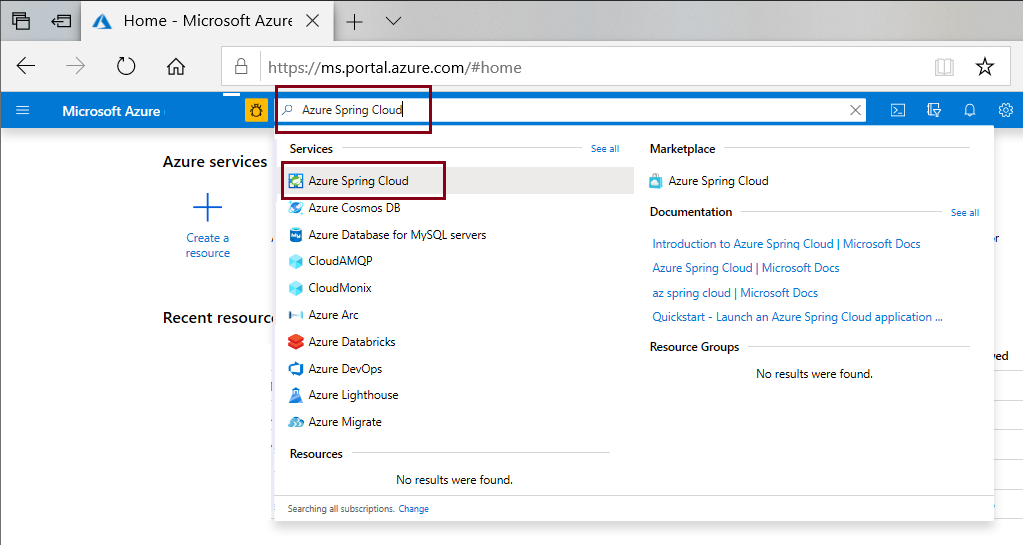 Home - Microsoft Azure
https://ms.portal.azure.com/#home
Microsoft Azure
Azure Spring Cloud
Azure services
Create a
resource
Recent resourc
Services
See all
Azure Spring Cloud
Azure Cosmos DB
Azure Database for MySQL servers
CloudAMQP
CloudMonix
Azure Arc
Azure Databricks
Azure DevOps
Azure Lighthouse
Azure Migrate
Resources
No results were found.
Searching all subscriptions. Change
Marketplace
Azure Spring Cloud
Documentation
See all
Introduction to Azure Spring Cloud | Microsoft Docs
Azure Spring Cloud | Microsoft Docs
az spring cloud | Microsoft Docs
Quickstart - Launch an Azure Spring Cloud application ...
Resource Groups
No results were found.
or
wed